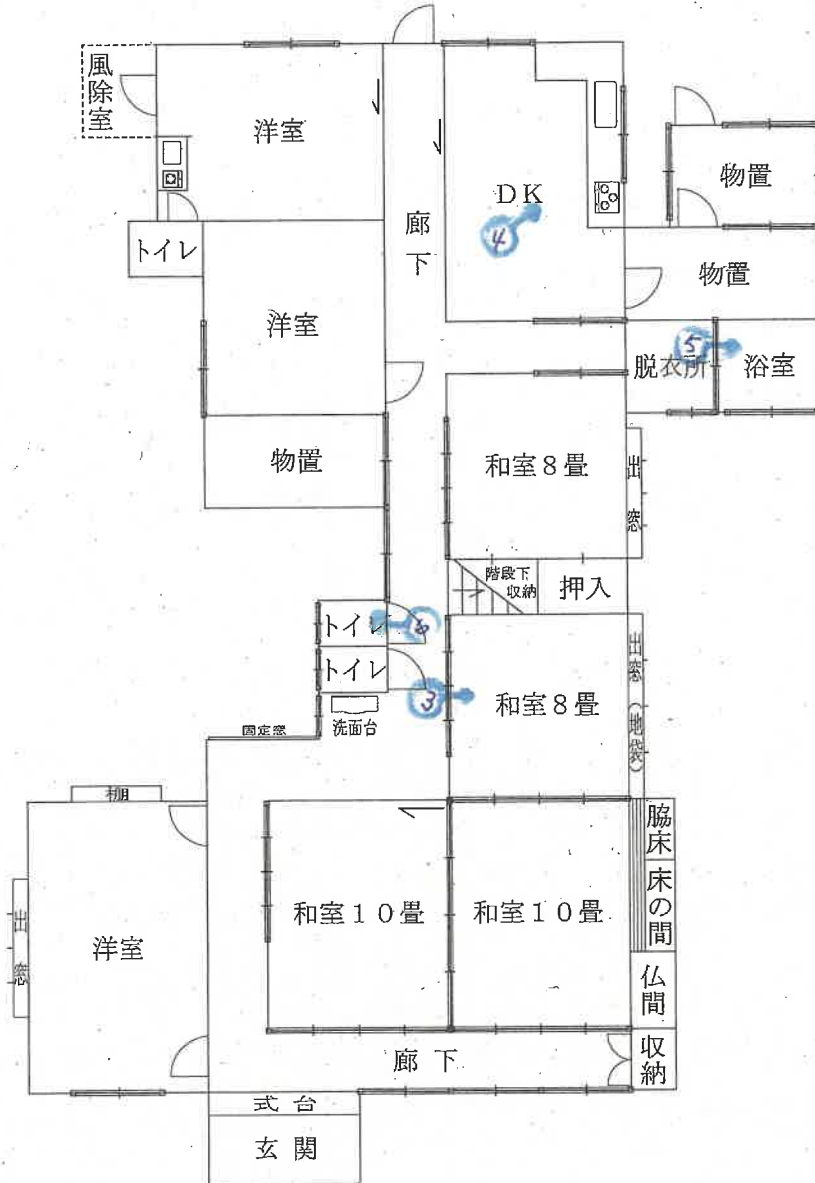 風除室
洋室
トイレ
洋室
物置
廊下
DK
④
物置
物置
⑤
脱衣所
浴室
和室8畳
出窓
階段下
収納
押入
トイレ
⑥
トイレ
③
和室8畳
出窓(地袋)
固定窓
洗面台
棚
出窓
洋室
和室10畳
和室10畳
脇床
床の間
仏間
収納
廊下
式台
玄関